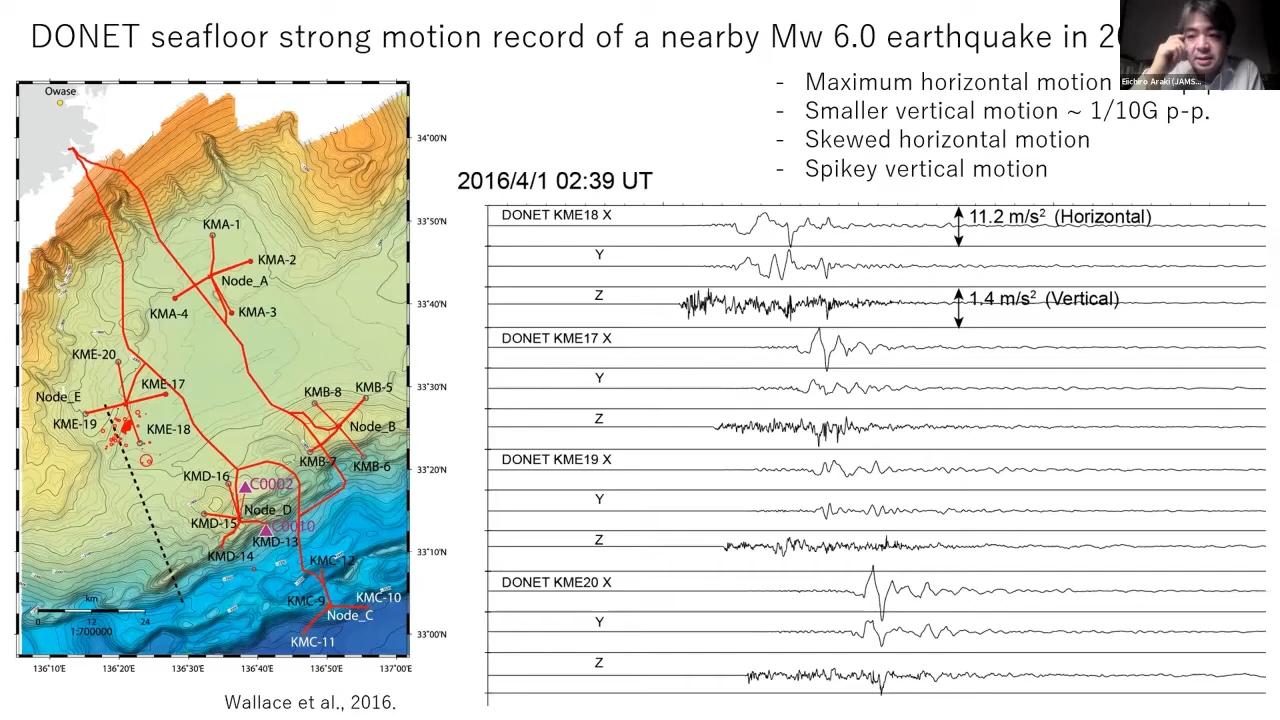 DONET seafloor strong motion record of a nearby Mw 6.0 earthquake in
Eiichiro Araki (JAMS...
- Maximum horizontal motion
- Smaller vertical motion ~ 1/10G p-p.
- Skewed horizontal motion
- Spikey vertical motion
2016/4/1 02:39 UT
Owase
34°00'N
KMA-1
33°50'N
KMA-2
Node_A
KMA-4
KMA-3
33°40'N
KME-20
KME-17
KMB-8
KMB-5
33°30'N
Node_E
KME-19
KME-18
Node_B
KMB-7
KMB-6
33°20'N
KMD-16
C0002
Node_D
KMD-15
C0010
KMD-13
KMD-14
33°10'N
KMC-12
KMC-9
KMC-10
Node_C
KMC-11
33°00'N
km
0 12 24
1:700000
136°10'E 136°20'E 136°30'E 136°40'E 136°50'E 137°00'E
Wallace et al., 2016.
DONET KME18 X
11.2 m/s² (Horizontal)
Y
Z
1.4 m/s² (Vertical)
DONET KME17 X
Y
Z
DONET KME19 X
Y
Z
DONET KME20 X
Y
Z